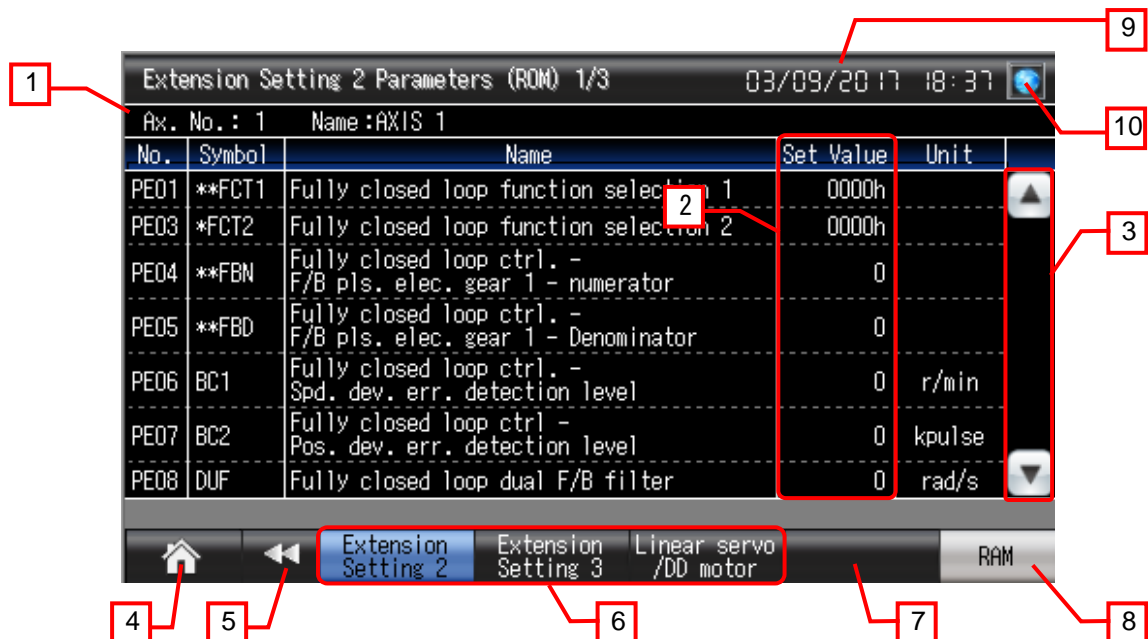 9
Extension Setting 2 Parameters (ROM) 1/3 03/09/2017 18:37
1
10
Ax. No.: 1 Name:AXIS 1
No. Symbol Name Set Value Unit
PE01 **FCT1 Fully closed loop function selection 1 0000h
2
PE03 *FCT2 Fully closed loop function selection 2 0000h
3
PE04 **FBN Fully closed loop ctrl. -
F/B pls. elec. gear 1 - numerator 0
PE05 **FBD Fully closed loop ctrl. -
F/B pls. elec. gear 1 - Denominator 0
PE06 BC1 Fully closed loop ctrl. -
Spd. dev. err. detection level 0 r/min
PE07 BC2 Fully closed loop ctrl -
Pos. dev. err. detection level 0 kpulse
PE08 DUF Fully closed loop dual F/B filter 0 rad/s
Extension Setting 2
Extension Setting 3
Linear servo /DD motor
RAM
4 5 6 7 8